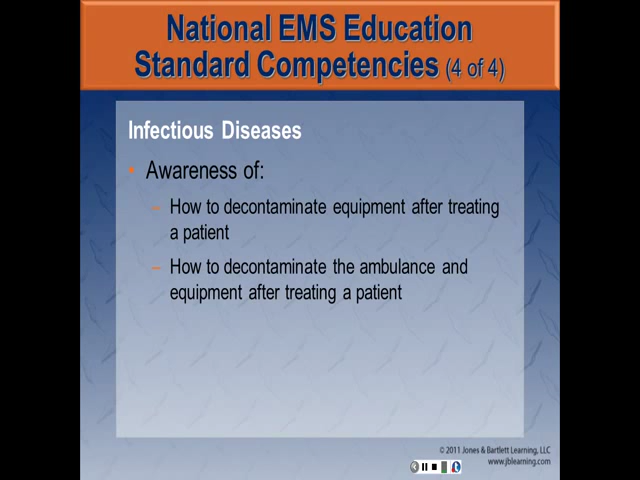 National EMS Education
Standard Competencies (4 of 4)
Infectious Diseases
• Awareness of:
– How to decontaminate equipment after treating
a patient
– How to decontaminate the ambulance and
equipment after treating a patient
© 2011 Jones & Bartlett Learning, LLC
www.jblearning.com